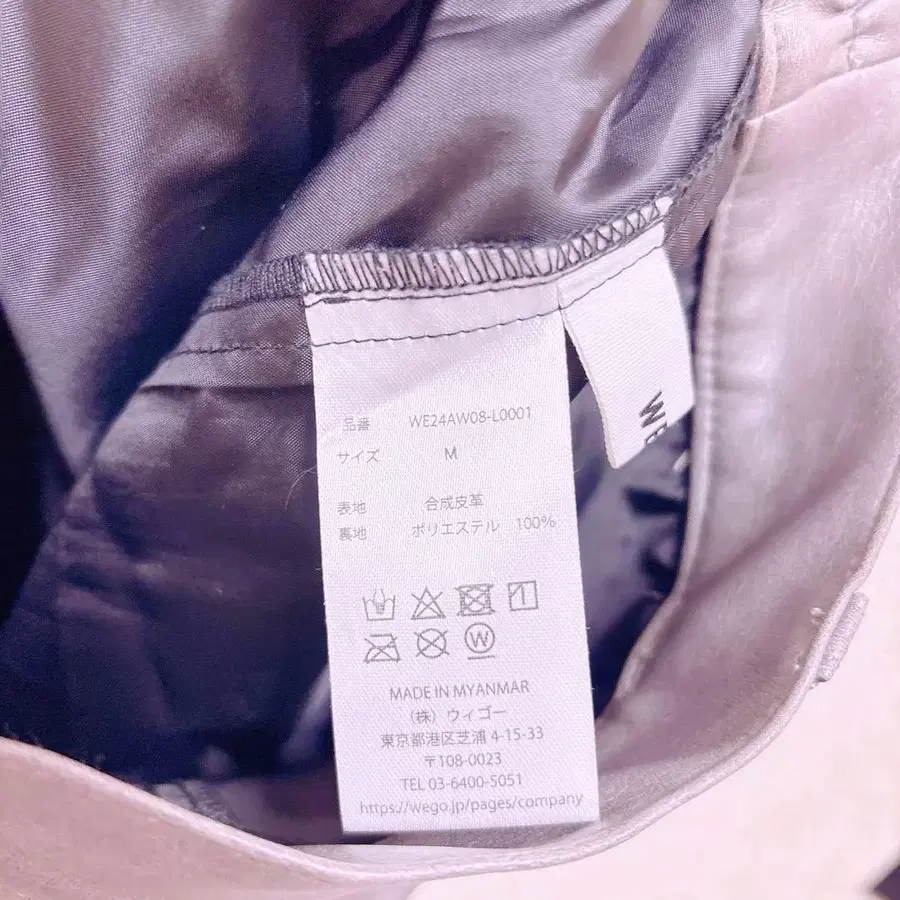 品番 WE24AW08-L0001
サイズ M
表地 合成皮革
裏地 ポリエステル 100%
W
MADE IN MYANMAR
（株）ウィゴー
東京都港区芝浦 4-15-33
〒108-0023
TEL 03-6400-5051
https://wego.jp/pages/company
WE